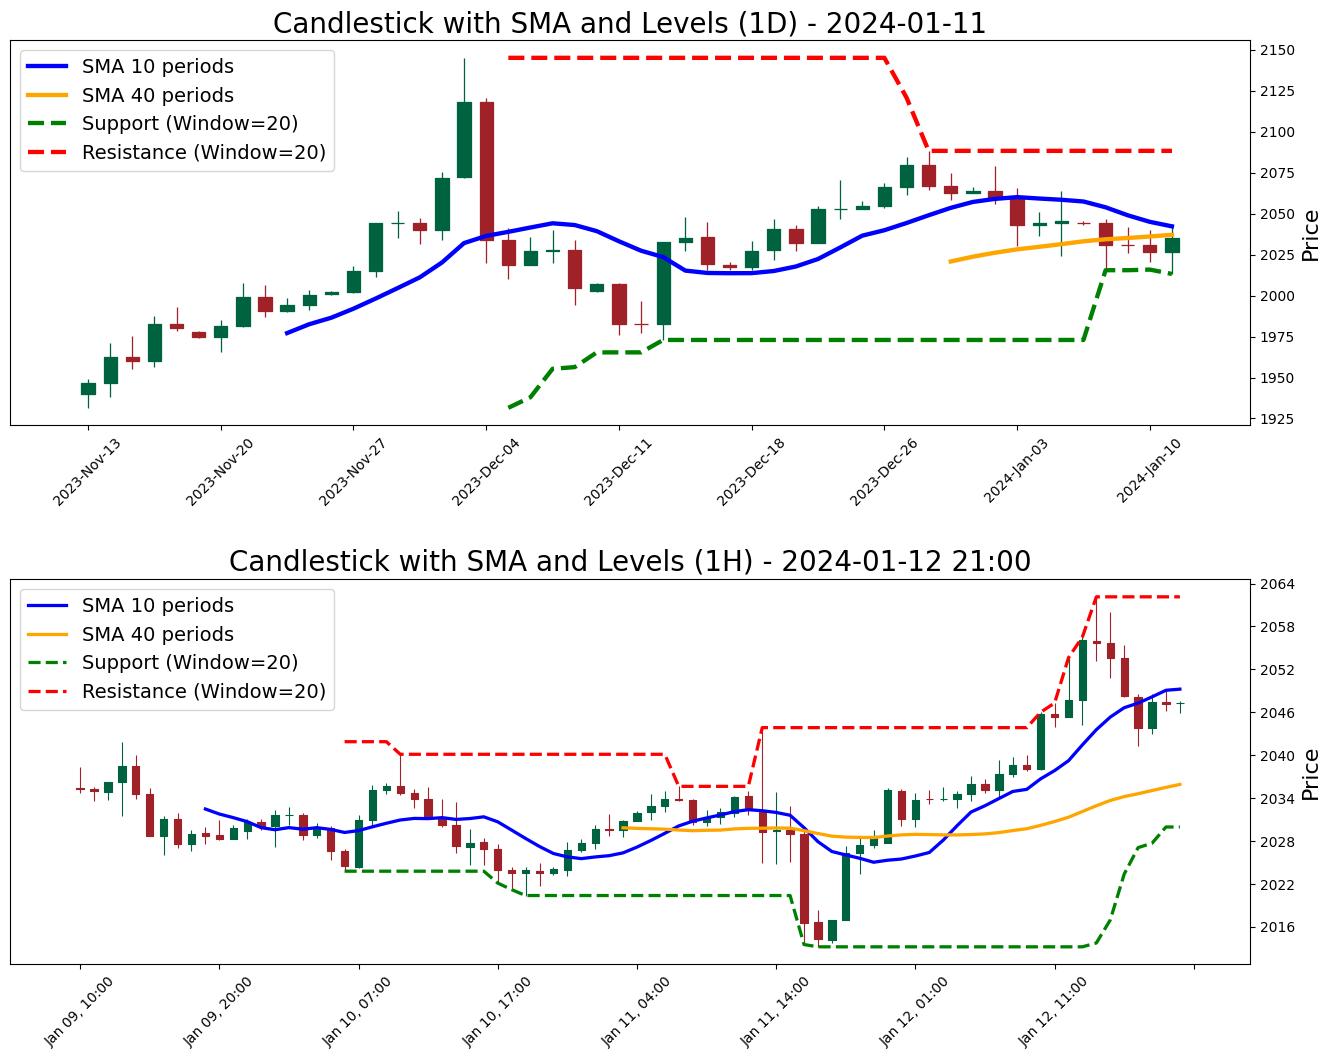 Candlestick with SMA and Levels (1D) - 2024-01-11
SMA 10 periods
SMA 40 periods
Support (Window=20)
Resistance (Window=20)
2150
2125
2100
2075
2050
2025
2000
1975
1950
1925
Price
2023-Nov-13
2023-Nov-20
2023-Nov-27
2023-Dec-04
2023-Dec-11
2023-Dec-18
2023-Dec-26
2024-Jan-03
2024-Jan-10
Candlestick with SMA and Levels (1H) - 2024-01-12 21:00
SMA 10 periods
SMA 40 periods
Support (Window=20)
Resistance (Window=20)
2064
2058
2052
2046
2040
2034
2028
2022
2016
Price
Jan 09, 10:00
Jan 09, 20:00
Jan 10, 07:00
Jan 10, 17:00
Jan 11, 04:00
Jan 11, 14:00
Jan 12, 01:00
Jan 12, 11:00